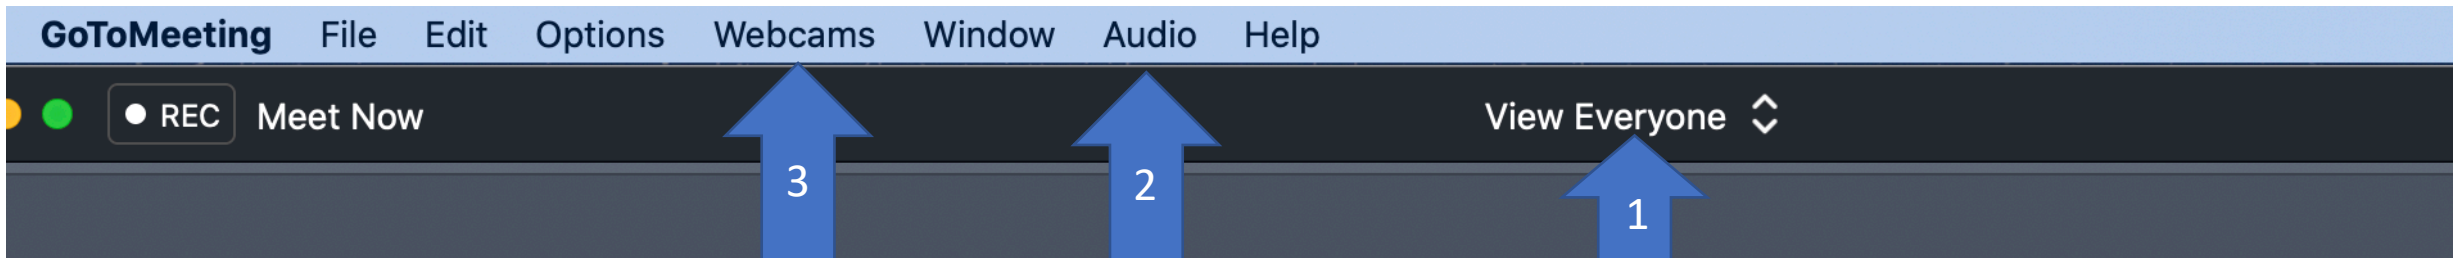 GoToMeeting File Edit Options Webcams Window Audio Help
REC Meet Now View Everyone
3 2 1